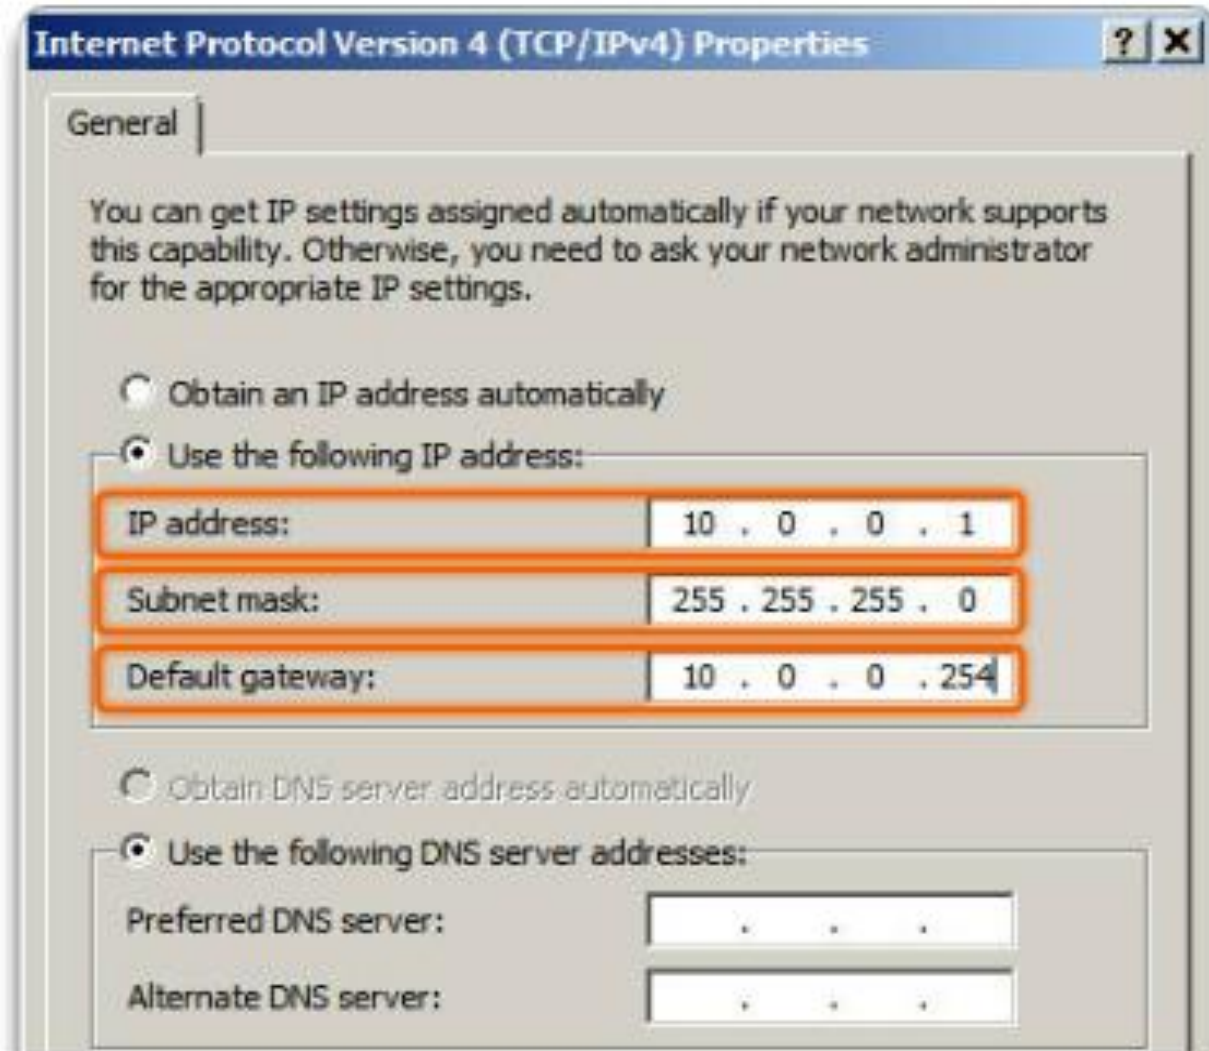 Internet Protocol Version 4 (TCP/IPv4) Properties
General
You can get IP settings assigned automatically if your network supports
this capability. Otherwise, you need to ask your network administrator
for the appropriate IP settings.
Obtain an IP address automatically
Use the following IP address:
IP address: 10 . 0 . 0 . 1
Subnet mask: 255 . 255 . 255 . 0
Default gateway: 10 . 0 . 0 . 254
Obtain DNS server address automatically
Use the following DNS server addresses:
Preferred DNS server: . . .
Alternate DNS server: . . .